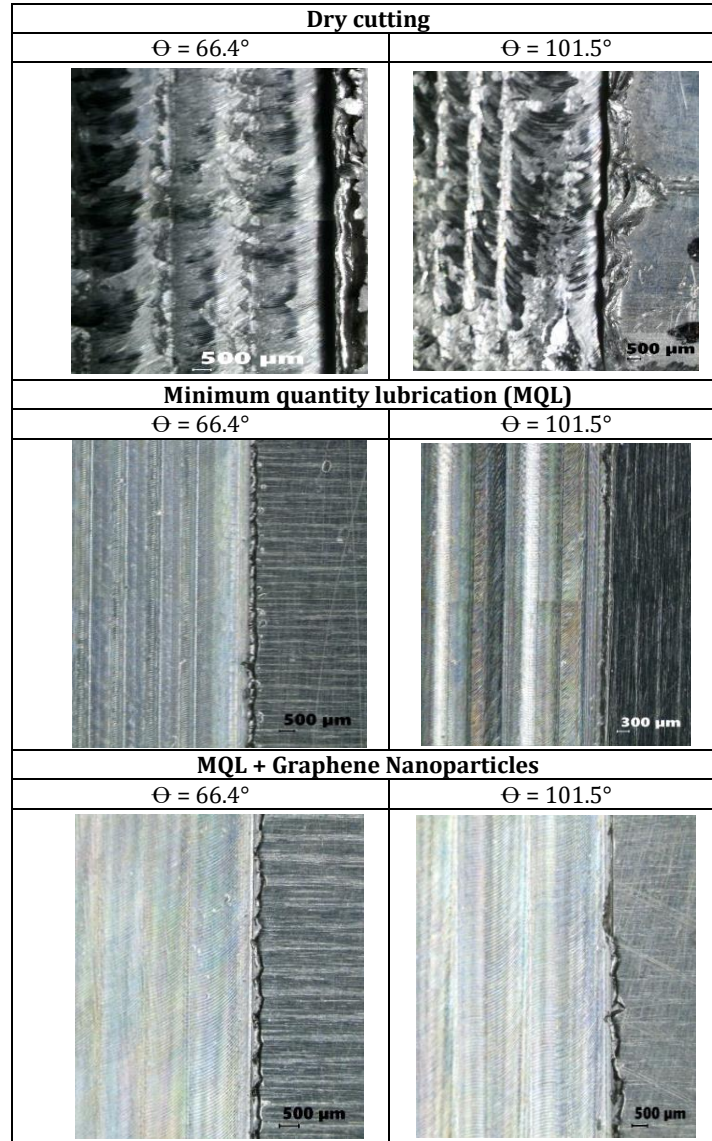 Dry cutting
Ө = 66.4° Ө = 101.5°
500 µm 500 µm
Minimum quantity lubrication (MQL)
Ө = 66.4° Ө = 101.5°
500 µm 300 µm
MQL + Graphene Nanoparticles
Ө = 66.4° Ө = 101.5°
500 µm 500 µm